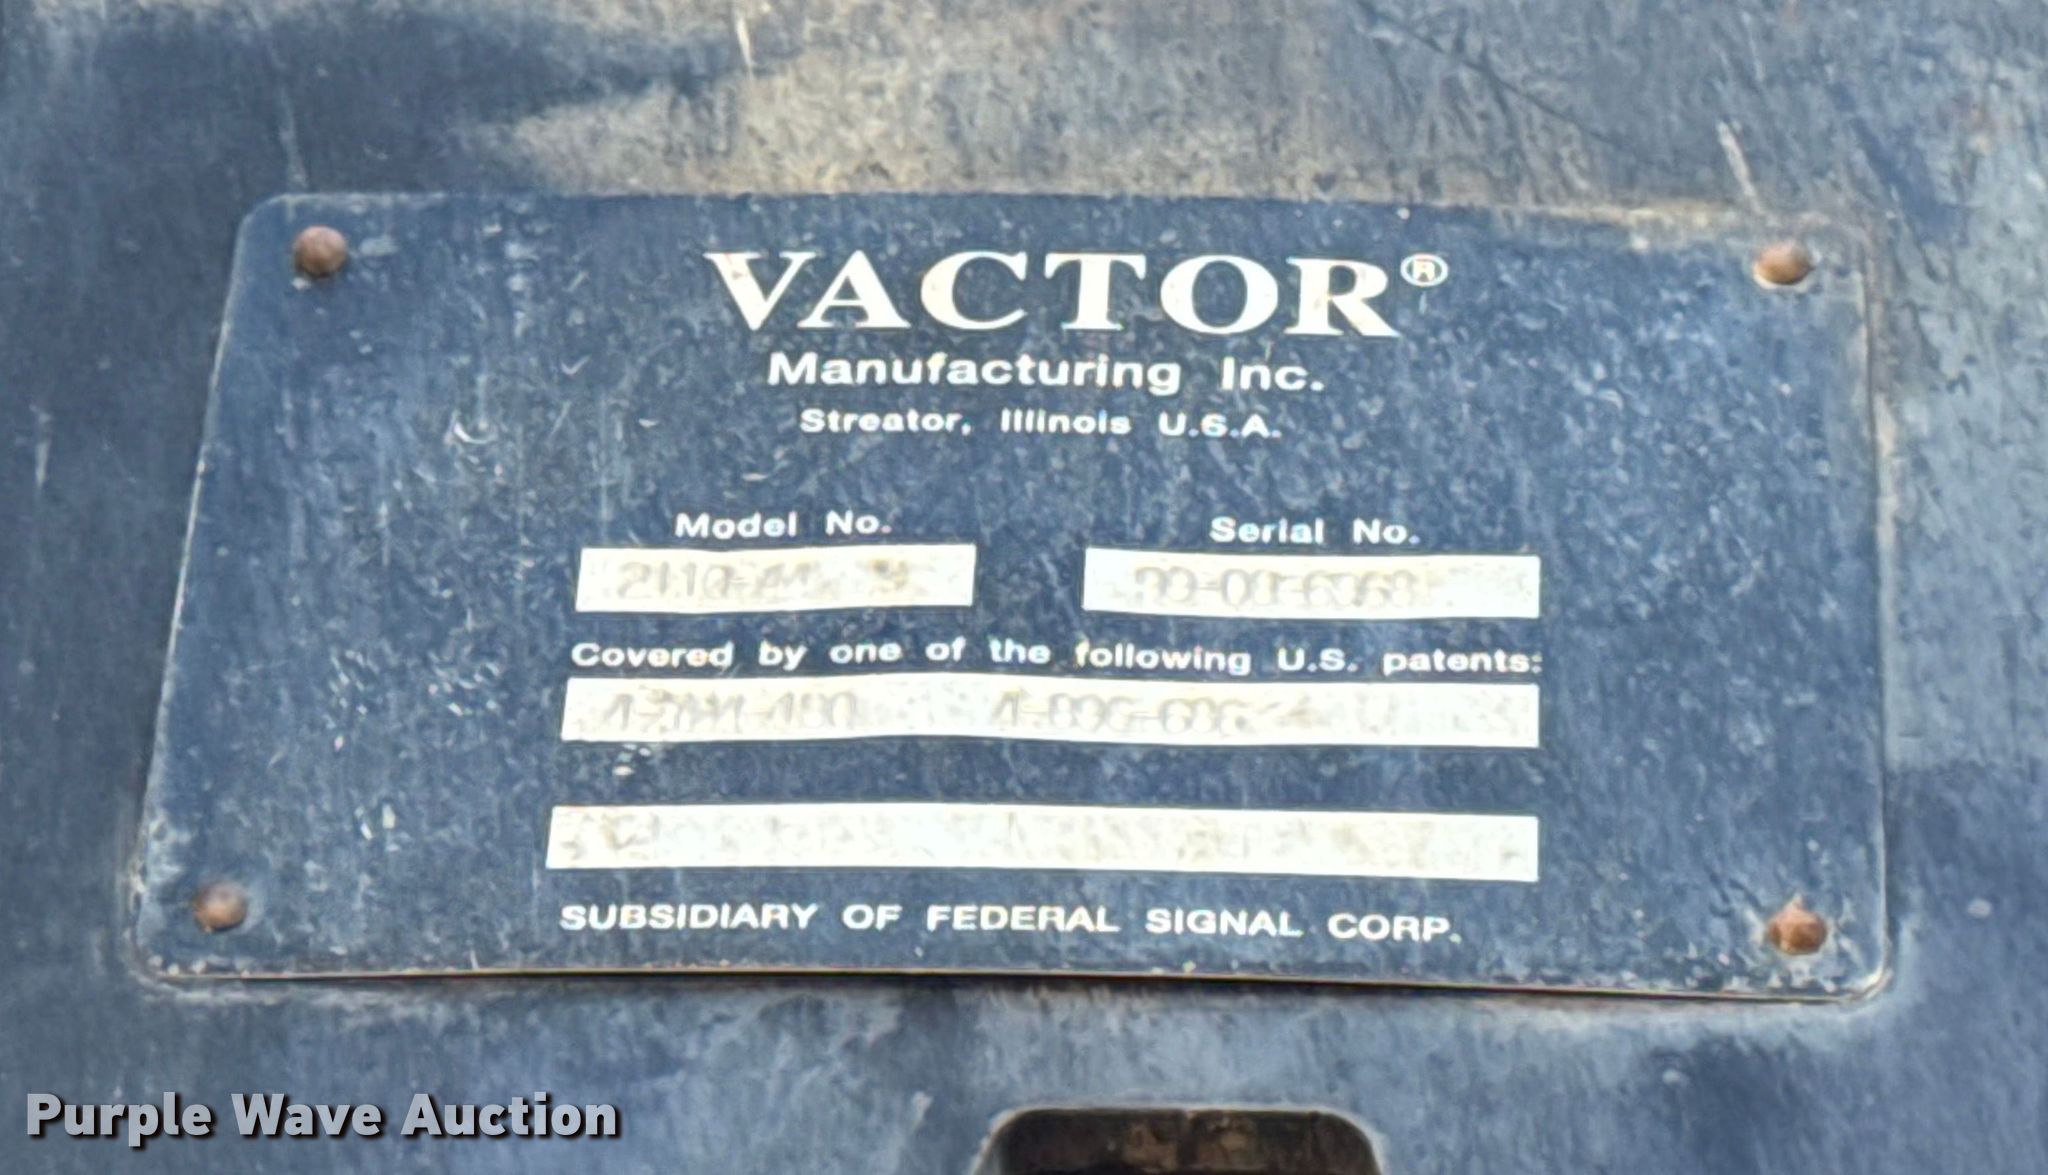 VACTOR®
Manufacturing Inc.
Streator, Illinois U.S.A.
Model No. Serial No.
Covered by one of the following U.S. patents:
SUBSIDIARY OF FEDERAL SIGNAL CORP.
Purple Wave Auction